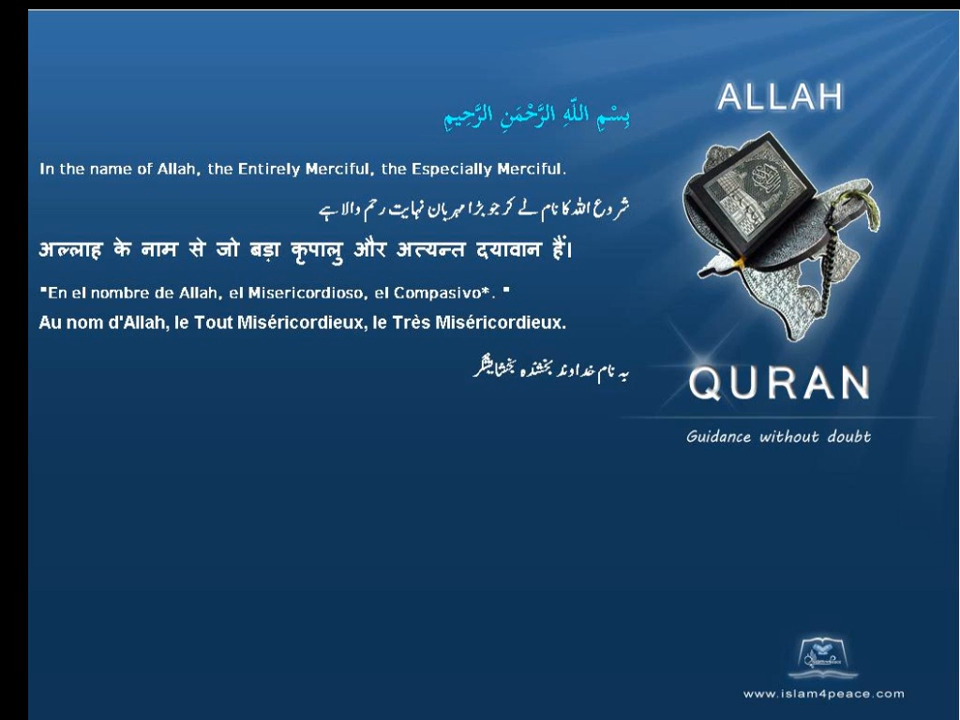 بِسْمِ اللَّهِ الرَّحْمَنِ الرَّحِيمِ
In the name of Allah, the Entirely Merciful, the Especially Merciful.
شروع الله کا نام لے کر جو بڑا مہربان نہایت رحم والا ہے
अल्लाह के नाम से जो बड़ा कृपालु और अत्यन्त दयावान हैं।
"En el nombre de Allah, el Misericordioso, el Compasivo*. "
Au nom d'Allah, le Tout Miséricordieux, le Très Miséricordieux.
به نام خداوند بخشنده بخشایشگر
ALLAH
QURAN
Guidance without doubt
www.islam4peace.com